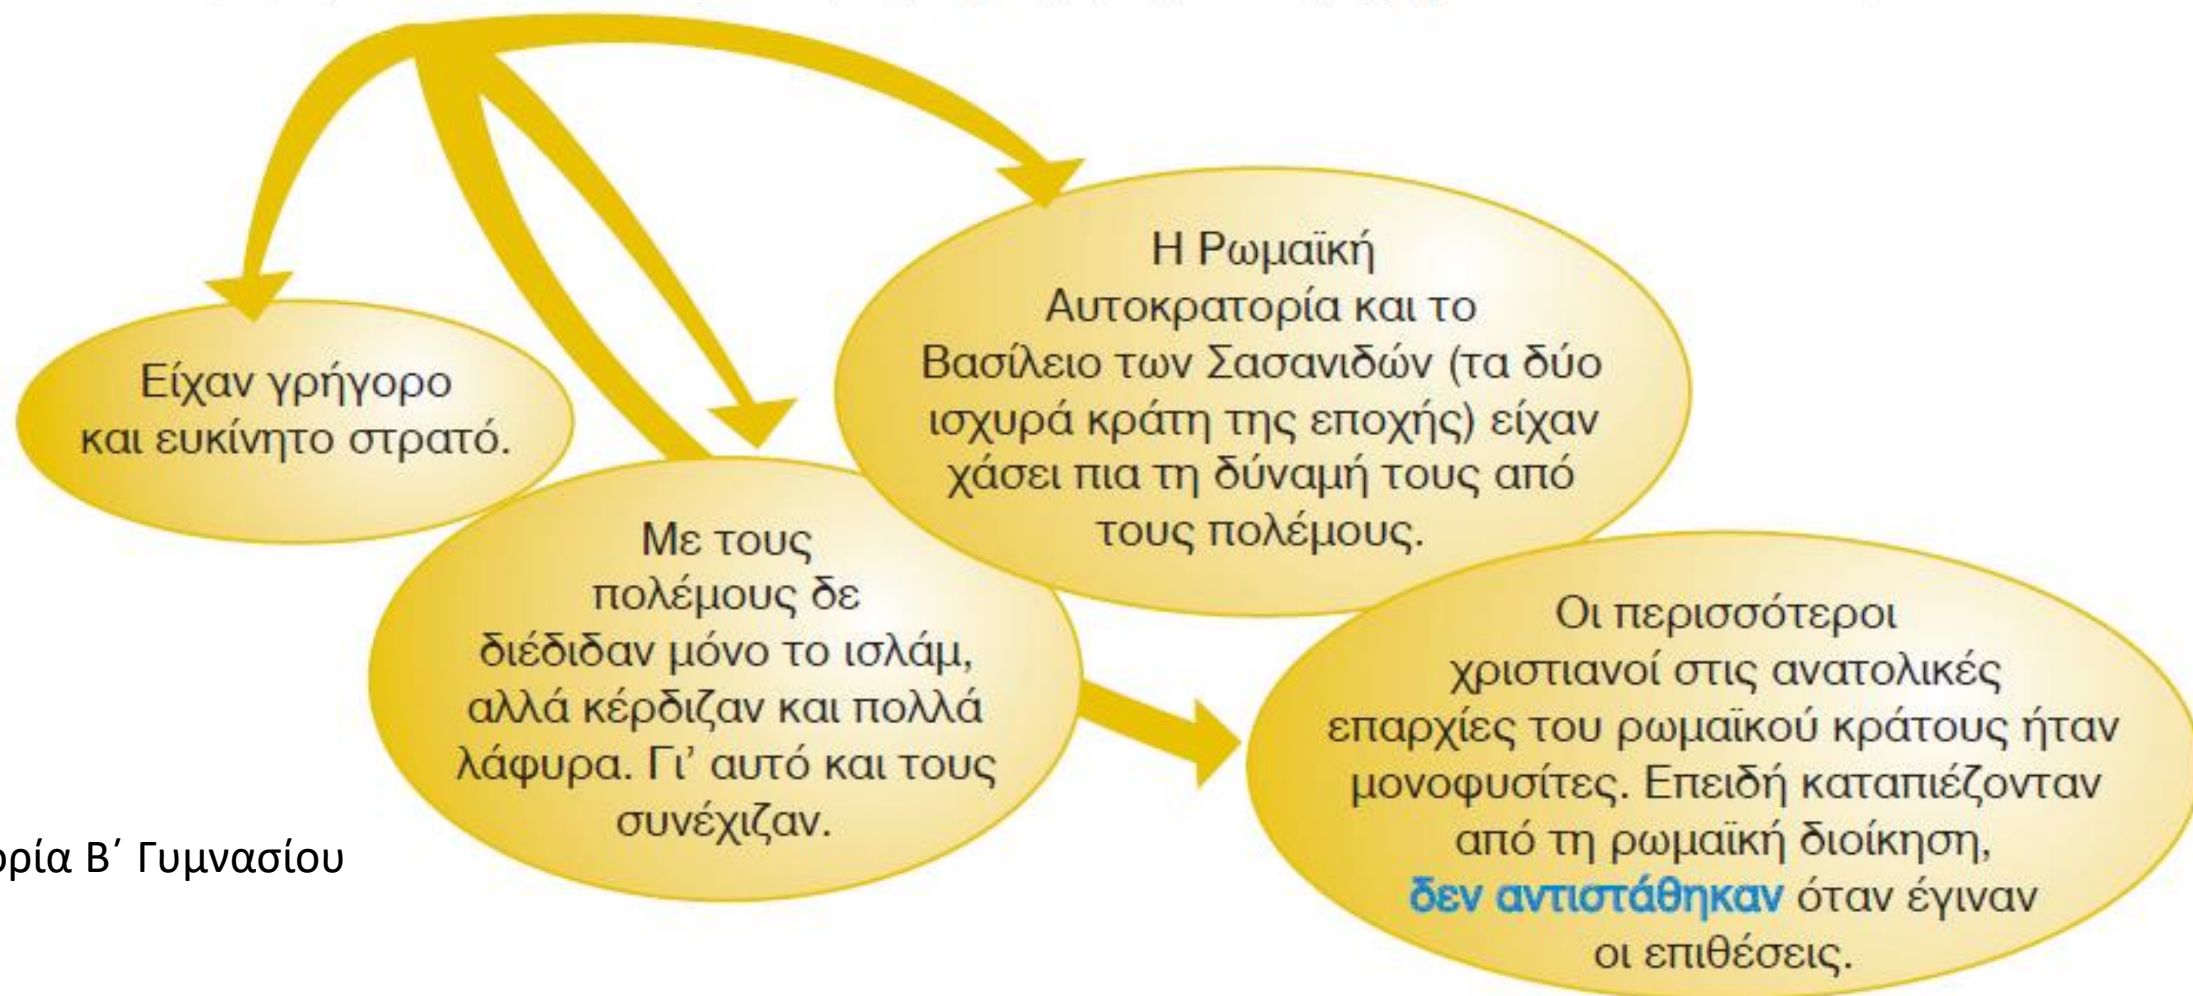 Είχαν γρήγορο
και ευκίνητο στρατό.
Η Ρωμαϊκή
Αυτοκρατορία και το
Βασίλειο των Σασανιδών (τα δύο
ισχυρά κράτη της εποχής) είχαν
χάσει πια τη δύναμή τους από
τους πολέμους.
Με τους
πολέμους δε
διέδιδαν μόνο το ισλάμ,
αλλά κέρδιζαν και πολλά
λάφυρα. Γι’ αυτό και τους
συνέχιζαν.
Οι περισσότεροι
χριστιανοί στις ανατολικές
επαρχίες του ρωμαϊκού κράτους ήταν
μονοφυσίτες. Επειδή καταπιέζονταν
από τη ρωμαϊκή διοίκηση,
δεν αντιστάθηκαν όταν έγιναν
οι επιθέσεις.
ορία Β΄ Γυμνασίου